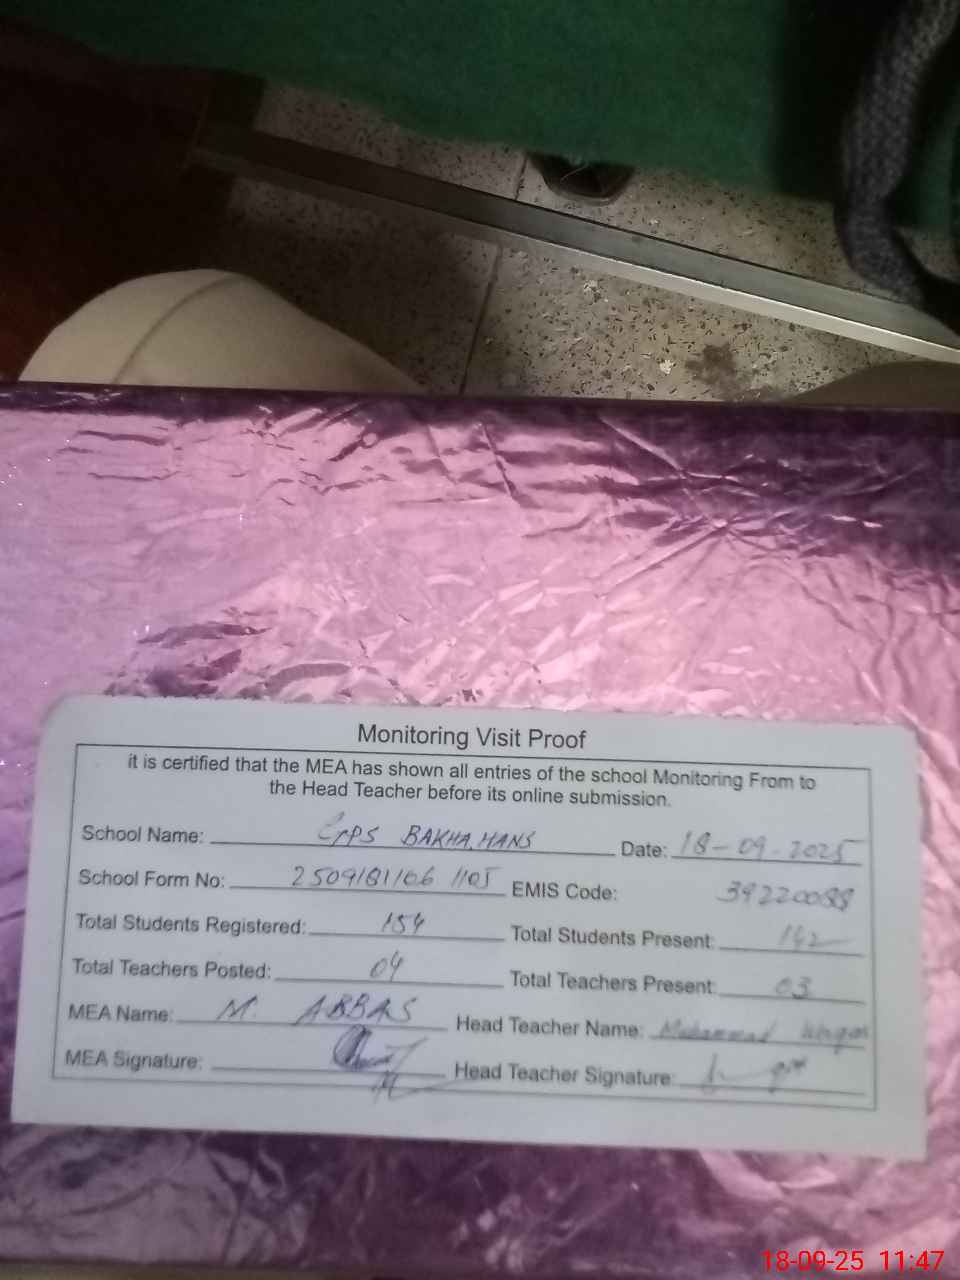 Monitoring Visit Proof
it is certified that the MEA has shown all entries of the school Monitoring From to
the Head Teacher before its online submission.
School Name: GPS BAKHA HANS Date: 18-09-2025
School Form No: 2509181106 1105 EMIS Code: 39220088
Total Students Registered: 154 Total Students Present: 142
Total Teachers Posted: 04 Total Teachers Present: 03
MEA Name: M. ABBAS Head Teacher Name: Muhammad Waqas
MEA Signature: Head Teacher Signature:
18-09-25 11:47